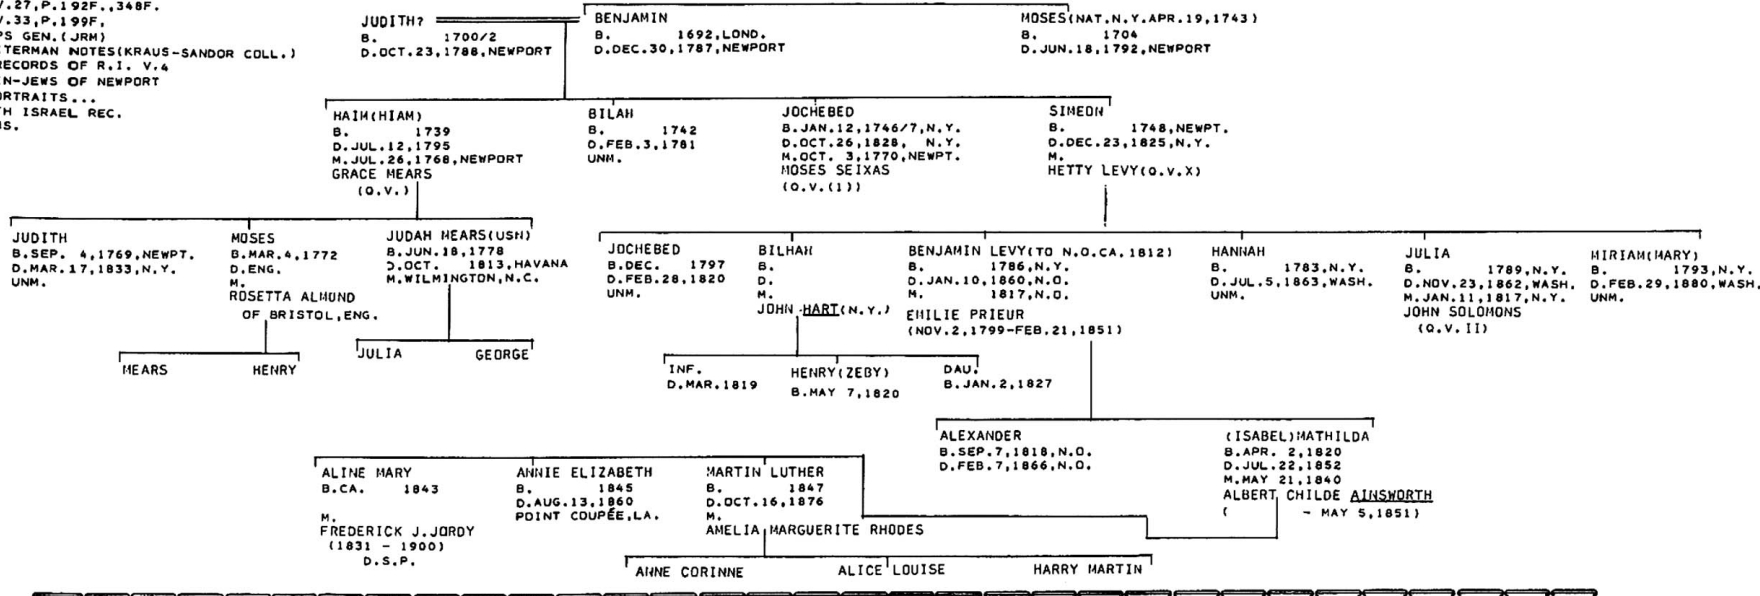 V.27,P.192F.,348F.
V.33,P.199F.
PS GEN.(JRM)
TERMAN NOTES(KRAUS-SANDOR COLL.)
RECORDS OF R.I. V.4
N-JEWS OF NEWPORT
ORTRAITS...
TH ISRAEL REC.
NS.
JUDITH?
B. 1700/2
D.OCT.23,1788,NEWPORT
BENJAMIN
B. 1692,LOND.
D.DEC.30,1787,NEWPORT
MOSES(NAT.N.Y.APR.19,1743)
B. 1704
D.JUN.18,1792,NEWPORT
HAIM(HIAM)
B. 1739
D.JUL.12,1795
M.JUL.26,1768,NEWPORT
GRACE MEARS
(Q.V.)
BILAH
B. 1742
D.FEB.3,1781
UNM.
JOCHEBED
B.JAN.12,1746/7,N.Y.
D.OCT.26,1828, N.Y.
M.OCT. 3,1770,NEWPT.
MOSES SEIXAS
(Q.V.(1))
SIMEON
B. 1748,NEWPT.
D.DEC.23,1825,N.Y.
M.
HETTY LEVY(Q.V.X)
JUDITH
B.SEP. 4,1769,NEWPT.
D.MAR.17,1833,N.Y.
UNM.
MOSES
B.MAR.4,1772
D.ENG.
M.
ROSETTA ALMOND
OF BRISTOL,ENG.
JUDAH MEARS(USN)
B.JUN.18,1778
D.OCT. 1813,HAVANA
M.WILMINGTON,N.C.
JOCHEBED
B.DEC. 1797
D.FEB.28,1820
UNM.
BILHAH
B.
D.
M.
JOHN HART(N.Y.)
BENJAMIN LEVY(TO N.O.CA.1812)
B. 1786,N.Y.
D.JAN.10,1860,N.O.
M. 1817,N.O.
EMILIE PRIEUR
(NOV.2,1799-FEB.21,1851)
HANNAH
B. 1783,N.Y.
D.JUL.5,1863,WASH.
UNM.
JULIA
B. 1789,N.Y.
D.NOV.23,1862,WASH.
M.JAN.11,1817,N.Y.
JOHN SOLOMONS
(Q.V.II)
MIRIAM(MARY)
B. 1793,N.Y.
D.FEB.29,1880,WASH.
UNM.
MEARS
HENRY
JULIA
GEORGE
INF.
D.MAR.1819
HENRY(ZEBY)
B.MAY 7,1820
DAU.
B.JAN.2,1827
ALEXANDER
B.SEP.7,1818,N.O.
D.FEB.7,1866,N.O.
(ISABEL)MATHILDA
B.APR. 2,1820
D.JUL.22,1852
M.MAY 21,1840
ALBERT CHILDE AINSWORTH
( - MAY 5,1851)
ALINE MARY
B.CA. 1843
M.
FREDERICK J.JORDY
(1831 - 1900)
D.S.P.
ANNIE ELIZABETH
B. 1845
D.AUG.13,1860
POINT COUPÉE,LA.
MARTIN LUTHER
B. 1847
D.OCT.16,1876
M.
AMELIA MARGUERITE RHODES
ANNE CORINNE
ALICE LOUISE
HARRY MARTIN